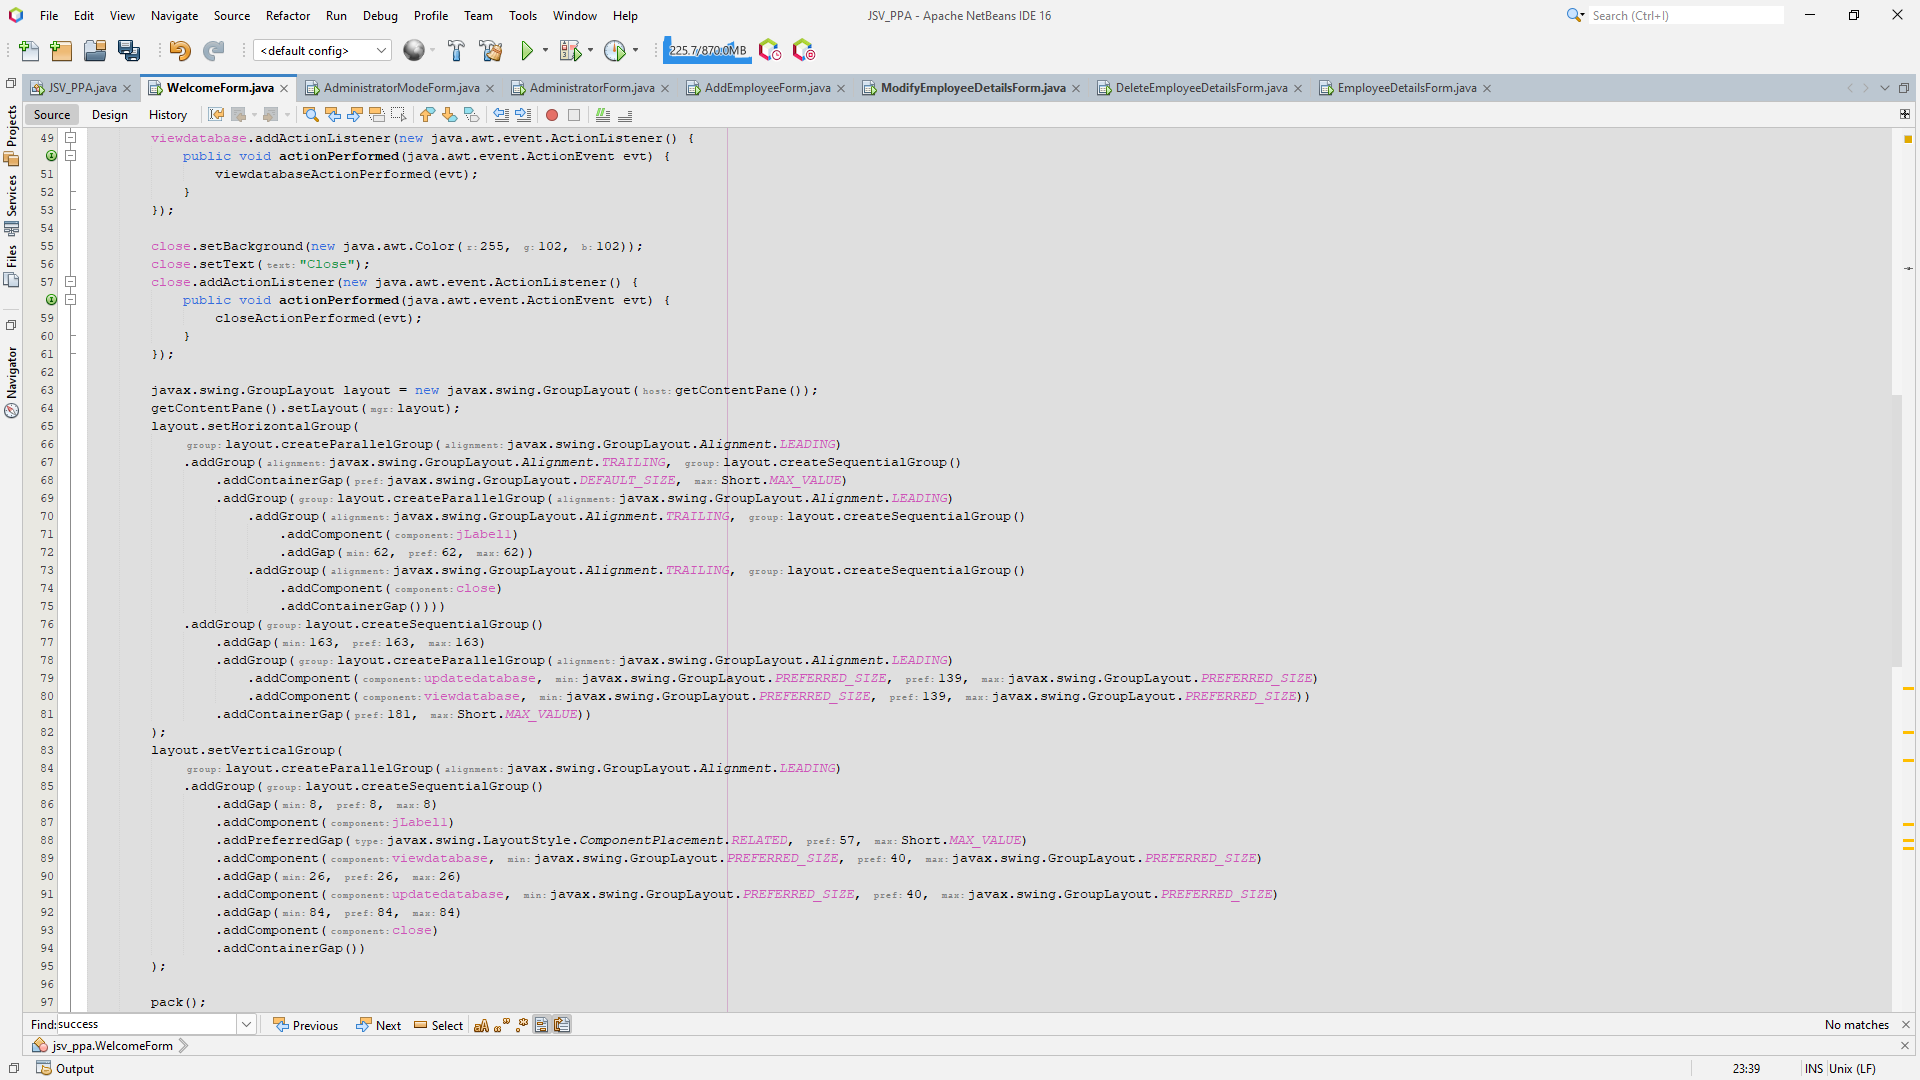 File Edit View Navigate Source Refactor Run Debug Profile Team Tools Window Help JSV_PPA - Apache NetBeans IDE 16 Search (Ctrl+I)
<default config> 225.7/870.0MB
JSV_PPA.java WelcomeForm.java AdministratorModeForm.java AdministratorForm.java AddEmployeeForm.java ModifyEmployeeDetailsForm.java DeleteEmployeeDetailsForm.java EmployeeDetailsForm.java
Source Design History
Projects
Services
Files
Navigator
49 viewdatabase.addActionListener(new java.awt.event.ActionListener() {
public void actionPerformed(java.awt.event.ActionEvent evt) {
51 viewdatabaseActionPerformed(evt);
52 }
53 });
54
55 close.setBackground(new java.awt.Color( r: 255, g: 102, b: 102));
56 close.setText( text: "Close");
57 close.addActionListener(new java.awt.event.ActionListener() {
public void actionPerformed(java.awt.event.ActionEvent evt) {
59 closeActionPerformed(evt);
60 }
61 });
62
63 javax.swing.GroupLayout layout = new javax.swing.GroupLayout( host: getContentPane());
64 getContentPane().setLayout( mgr: layout);
65 layout.setHorizontalGroup(
66 group: layout.createParallelGroup( alignment: javax.swing.GroupLayout.Alignment.LEADING)
67 .addGroup( alignment: javax.swing.GroupLayout.Alignment.TRAILING, group: layout.createSequentialGroup()
68 .addContainerGap( pref: javax.swing.GroupLayout.DEFAULT_SIZE, max: Short.MAX_VALUE)
69 .addGroup( group: layout.createParallelGroup( alignment: javax.swing.GroupLayout.Alignment.LEADING)
70 .addGroup( alignment: javax.swing.GroupLayout.Alignment.TRAILING, group: layout.createSequentialGroup()
71 .addComponent( component: jLabel1)
72 .addGap( min: 62, pref: 62, max: 62))
73 .addGroup( alignment: javax.swing.GroupLayout.Alignment.TRAILING, group: layout.createSequentialGroup()
74 .addComponent( component: close)
75 .addContainerGap())))
76 .addGroup( group: layout.createSequentialGroup()
77 .addGap( min: 163, pref: 163, max: 163)
78 .addGroup( group: layout.createParallelGroup( alignment: javax.swing.GroupLayout.Alignment.LEADING)
79 .addComponent( component: updatedatabase, min: javax.swing.GroupLayout.PREFERRED_SIZE, pref: 139, max: javax.swing.GroupLayout.PREFERRED_SIZE)
80 .addComponent( component: viewdatabase, min: javax.swing.GroupLayout.PREFERRED_SIZE, pref: 139, max: javax.swing.GroupLayout.PREFERRED_SIZE))
81 .addContainerGap( pref: 181, max: Short.MAX_VALUE))
82 );
83 layout.setVerticalGroup(
84 group: layout.createParallelGroup( alignment: javax.swing.GroupLayout.Alignment.LEADING)
85 .addGroup( group: layout.createSequentialGroup()
86 .addGap( min: 8, pref: 8, max: 8)
87 .addComponent( component: jLabel1)
88 .addPreferredGap( type: javax.swing.LayoutStyle.ComponentPlacement.RELATED, pref: 57, max: Short.MAX_VALUE)
89 .addComponent( component: viewdatabase, min: javax.swing.GroupLayout.PREFERRED_SIZE, pref: 40, max: javax.swing.GroupLayout.PREFERRED_SIZE)
90 .addGap( min: 26, pref: 26, max: 26)
91 .addComponent( component: updatedatabase, min: javax.swing.GroupLayout.PREFERRED_SIZE, pref: 40, max: javax.swing.GroupLayout.PREFERRED_SIZE)
92 .addGap( min: 84, pref: 84, max: 84)
93 .addComponent( component: close)
94 .addContainerGap())
95 );
96
97 pack();
Find: success Previous Next Select No matches
jsv_ppa.WelcomeForm
Output 23:39 INS Unix (LF)